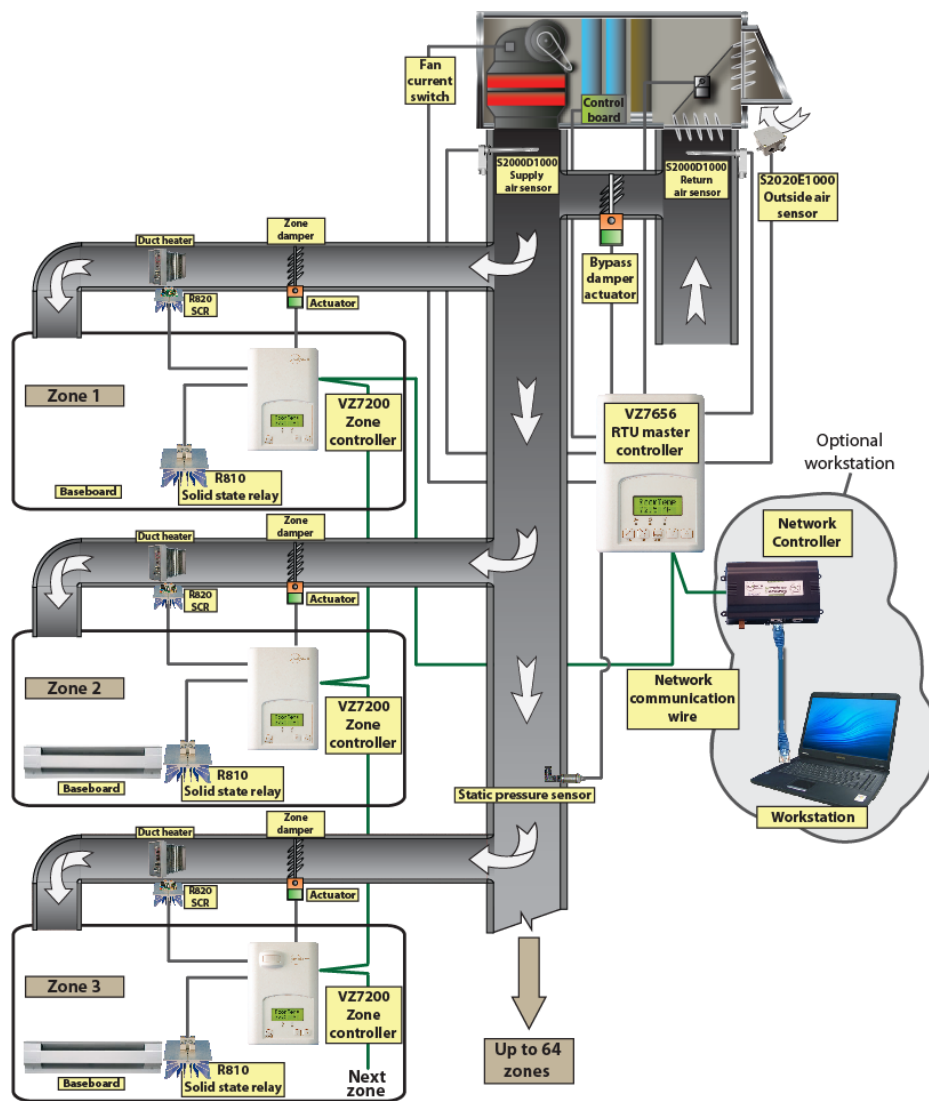 Fan
current
switch
Control
board
S2000D1000
Supply
air sensor
S2000D1000
Return
air sensor
S2020E1000
Outside air
sensor
Duct heater
Zone
damper
R820
SCR
Actuator
Bypass
damper
actuator
Zone 1
VZ7200
Zone
controller
R810
Solid state relay
Baseboard
VZ7656
RTU master
controller
RoomTemp
Optional
workstation
Network
Controller
Duct heater
Zone
damper
R820
SCR
Actuator
Zone 2
VZ7200
Zone
controller
R810
Solid state relay
Baseboard
Network
communication
wire
Static pressure sensor
Workstation
Duct heater
Zone
damper
R820
SCR
Actuator
Zone 3
VZ7200
Zone
controller
R810
Solid state relay
Baseboard
Next
zone
Up to 64
zones